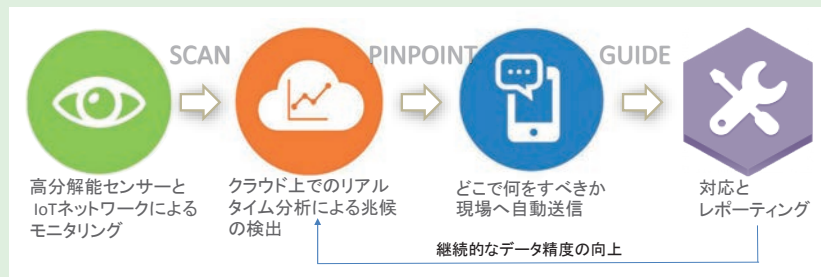 SCAN
PINPOINT
GUIDE
高分解能センサーと
IoTネットワークによる
モニタリング
クラウド上でのリアル
タイム分析による兆候
の検出
どこで何をすべきか
現場へ自動送信
対応と
レポーティング
継続的なデータ精度の向上